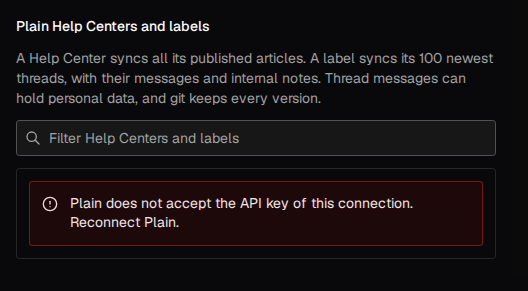 Plain Help Centers and labels
A Help Center syncs all its published articles. A label syncs its 100 newest
threads, with their messages and internal notes. Thread messages can
hold personal data, and git keeps every version.
Filter Help Centers and labels
Plain does not accept the API key of this connection.
Reconnect Plain.